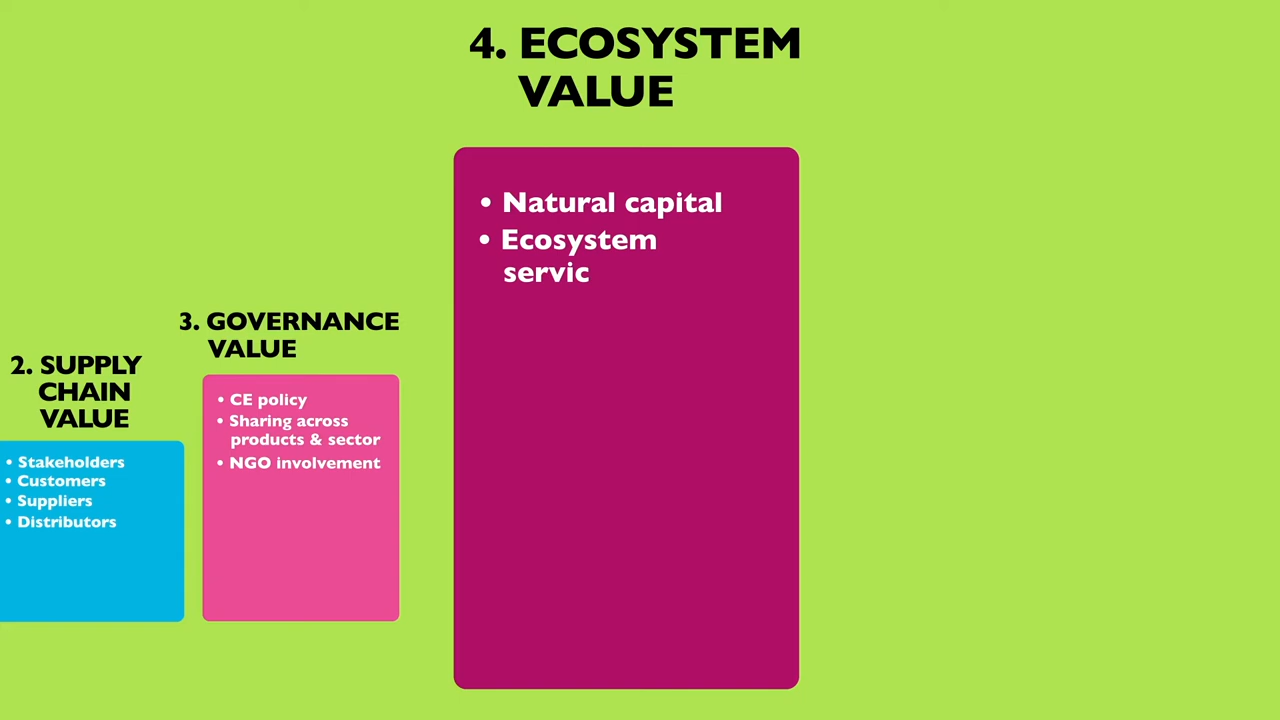 4. ECOSYSTEM
VALUE
• Natural capital
• Ecosystem
servic
3. GOVERNANCE
VALUE
• CE policy
• Sharing across
products & sector
• NGO involvement
2. SUPPLY
CHAIN
VALUE
• Stakeholders
• Customers
• Suppliers
• Distributors